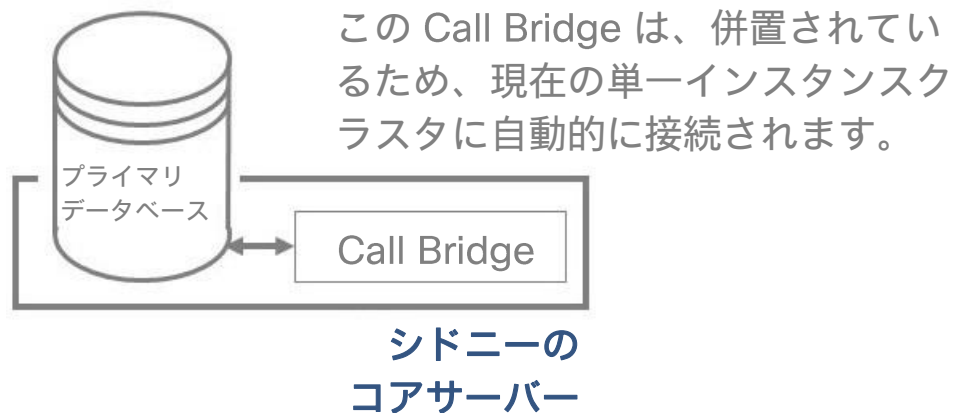 この Call Bridge は、併置されてい
るため、現在の単一インスタンスク
ラスタに自動的に接続されます。
プライマリ
データベース
Call Bridge
シドニーの
コアサーバー